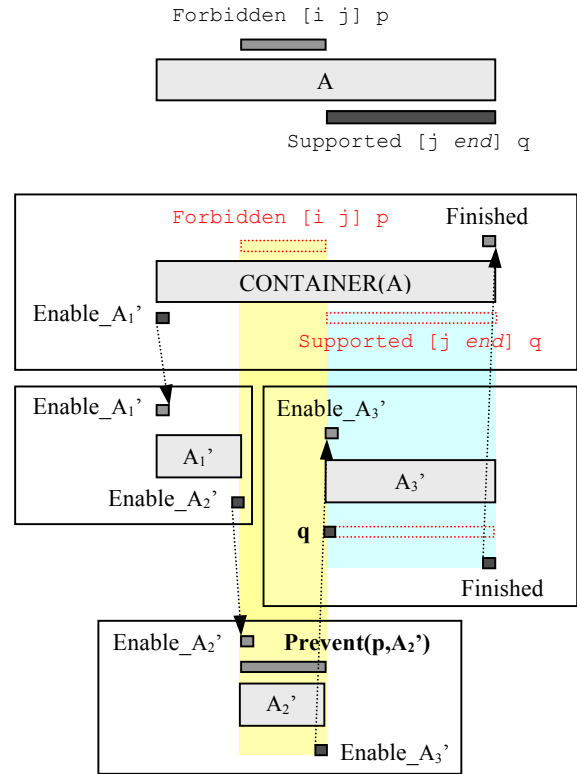 Forbidden [i j] p
A
Supported [j end] q
Forbidden [i j] p
Finished
CONTAINER(A)
Enable_A₁’
Supported [j end] q
Enable_A₁’
Enable_A₃’
A₁’
A₃’
Enable_A₂’
q
Finished
Enable_A₂’
Prevent(p,A₂’)
A₂’
Enable_A₃’